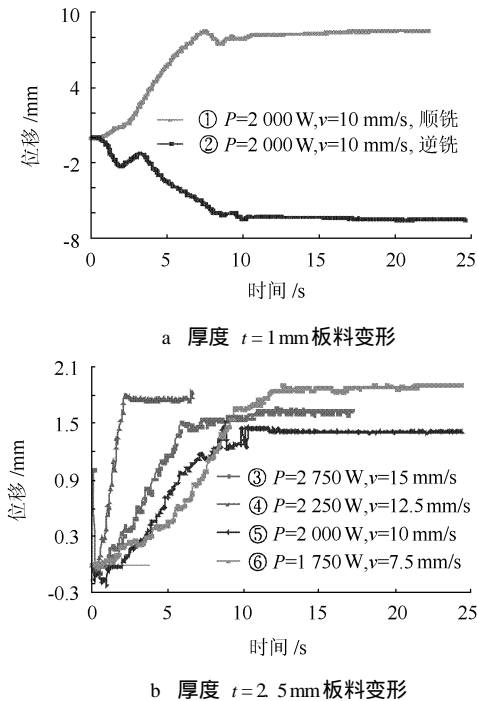 10
4
-2
-8
位移 /mm
① P=2 000 W,v=10 mm/s, 顺铣
② P=2 000 W,v=10 mm/s, 逆铣
0 5 10 15 20 25
时间 /s
a 厚度 t = 1mm板料变形
2.1
1.5
0.9
0.3
-0.3
位移 /mm
③ P=2 750 W,v=15 mm/s
④ P=2 250 W,v=12.5 mm/s
⑤ P=2 000 W,v=10 mm/s
⑥ P=1 750 W,v=7.5 mm/s
0 5 10 15 20 25
时间 /s
b 厚度 t = 2. 5mm板料变形